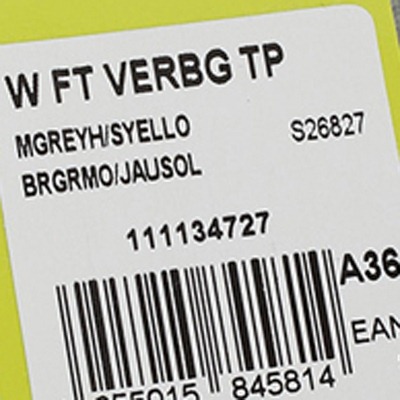 W FT VERBG TP
MGREYH/SYELLO S26827
BRGRMO/JAUSOL
111134727
A36
EAN
845814